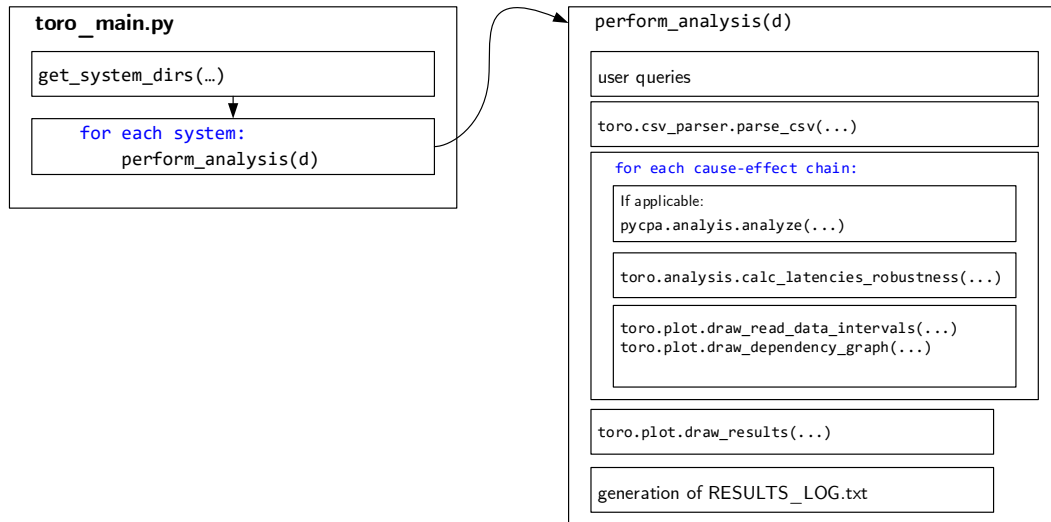 toro_main.py
get_system_dirs(…)
for each system:
perform_analysis(d)
perform_analysis(d)
user queries
toro.csv_parser.parse_csv(...)
for each cause-effect chain:
If applicable:
pycpa.analyis.analyze(...)
toro.analysis.calc_latencies_robustness(...)
toro.plot.draw_read_data_intervals(...)
toro.plot.draw_dependency_graph(...)
toro.plot.draw_results(...)
generation of RESULTS_LOG.txt